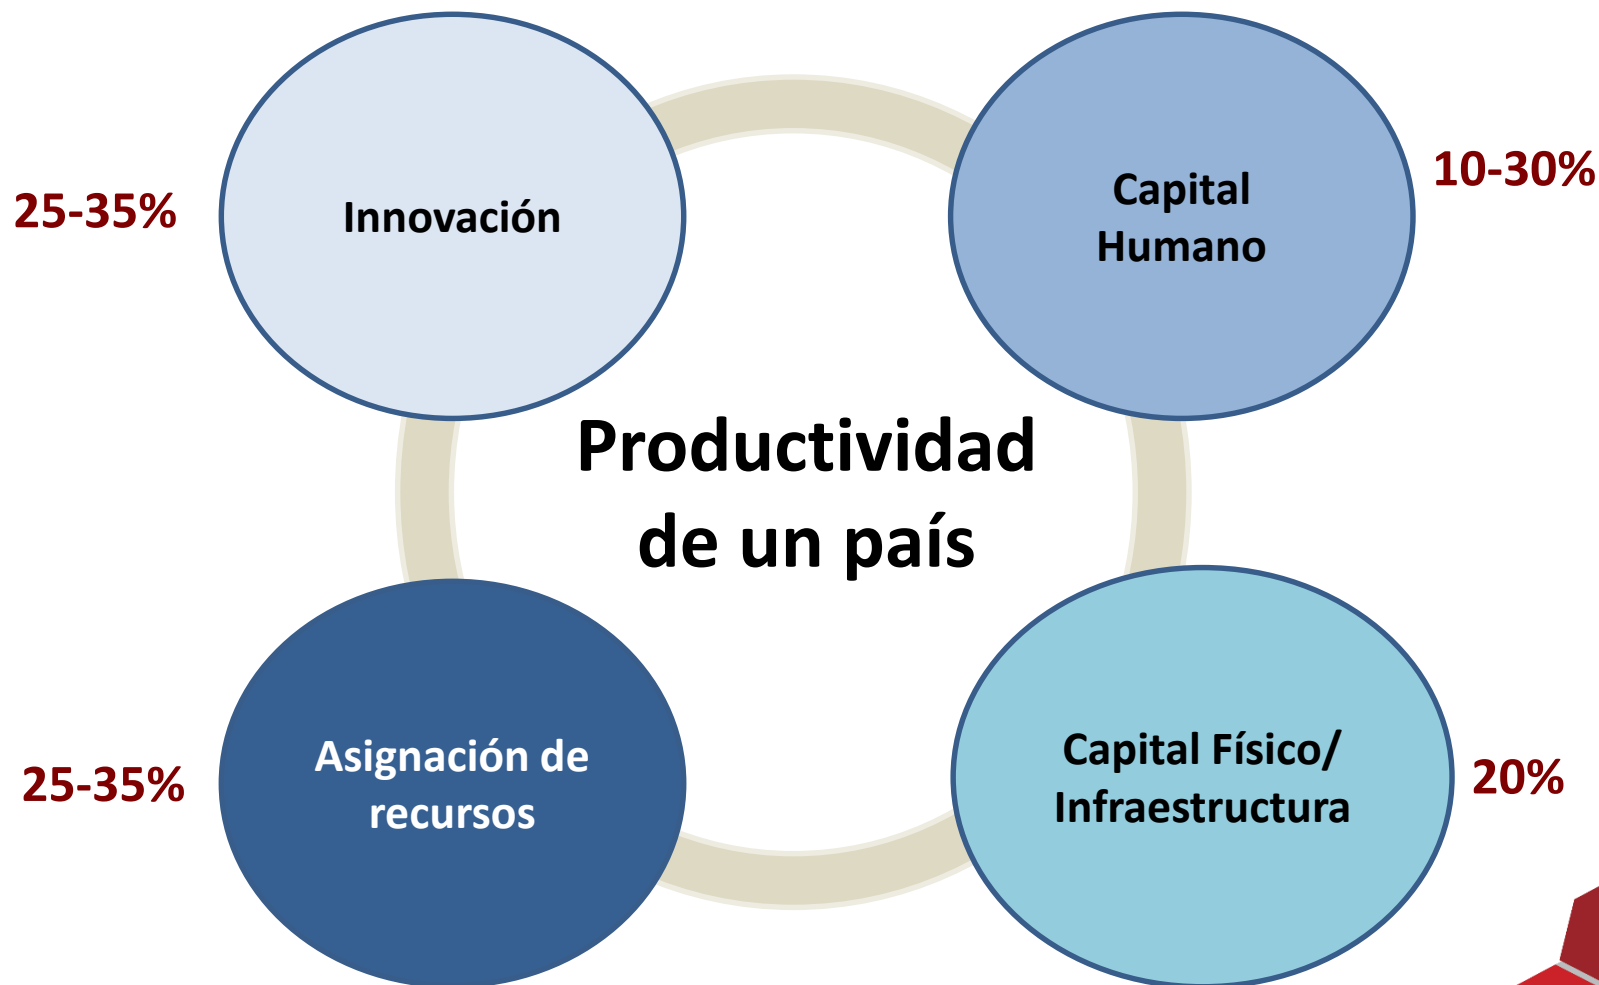 25-35%
Innovación
Capital
Humano
10-30%
Productividad
de un país
25-35%
Asignación de
recursos
Capital Físico/
Infraestructura
20%